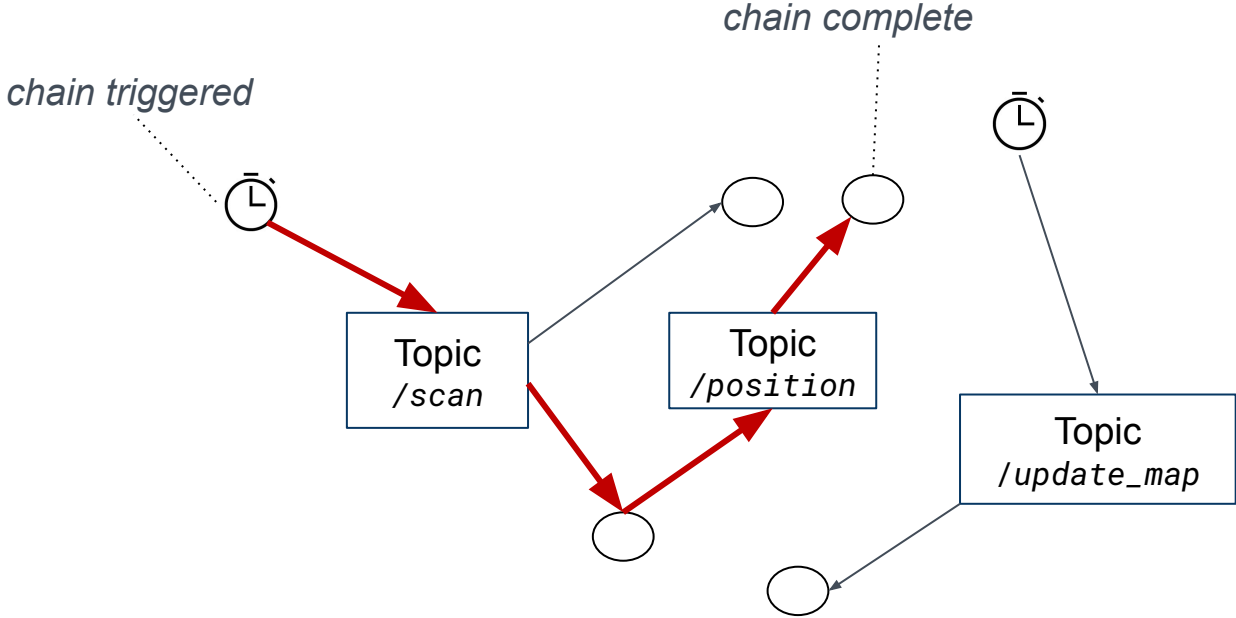 chain complete
chain triggered
Topic
/scan
Topic
/position
Topic
/update_map